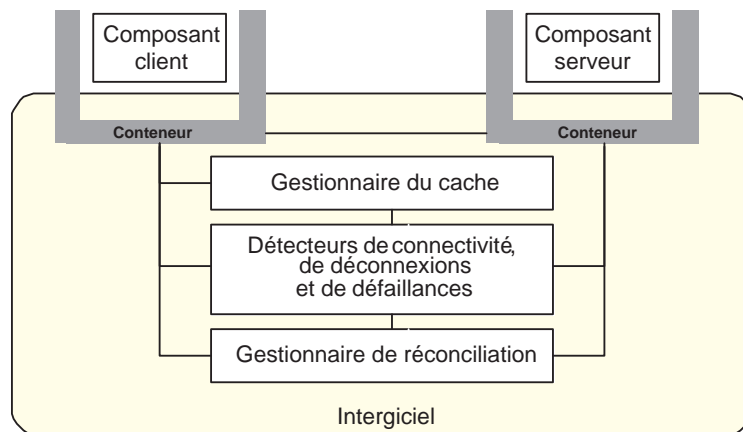 Composant
client
Composant
serveur
Conteneur
Conteneur
Gestionnaire du cache
Détecteurs de connectivité,
de déconnexions
et de défaillances
Gestionnaire de réconciliation
Intergiciel